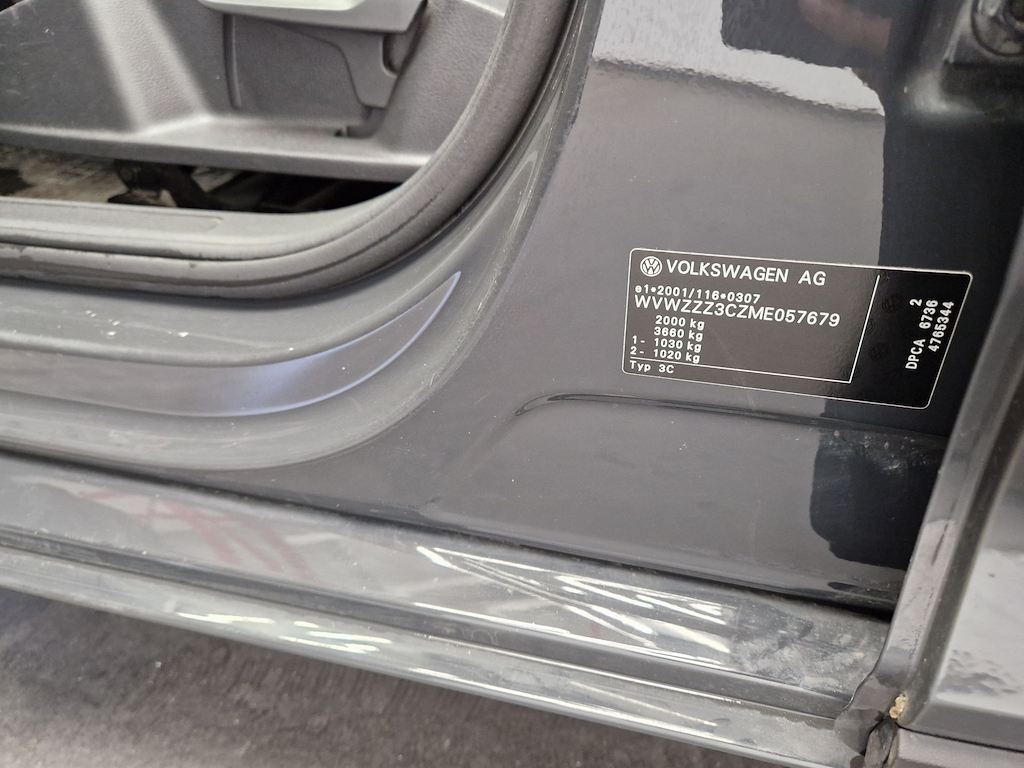 VOLKSWAGEN AG
e1*2001/116*0307
WVWZZZ3CZME057679
2000 kg
3660 kg
1- 1030 kg
2- 1020 kg
Typ 3C
DPCA 6736 2
4765344